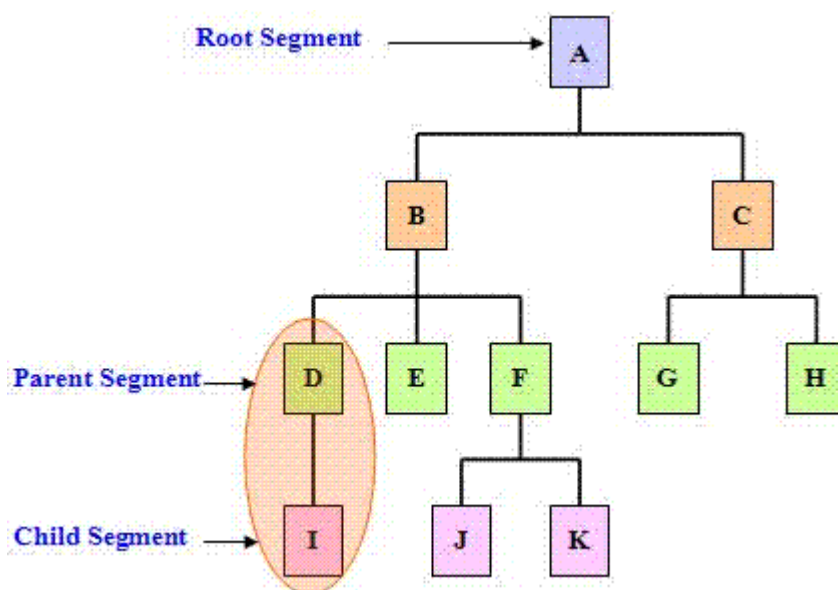 Root Segment
A
B
C
Parent Segment
D
E
F
G
H
Child Segment
I
J
K